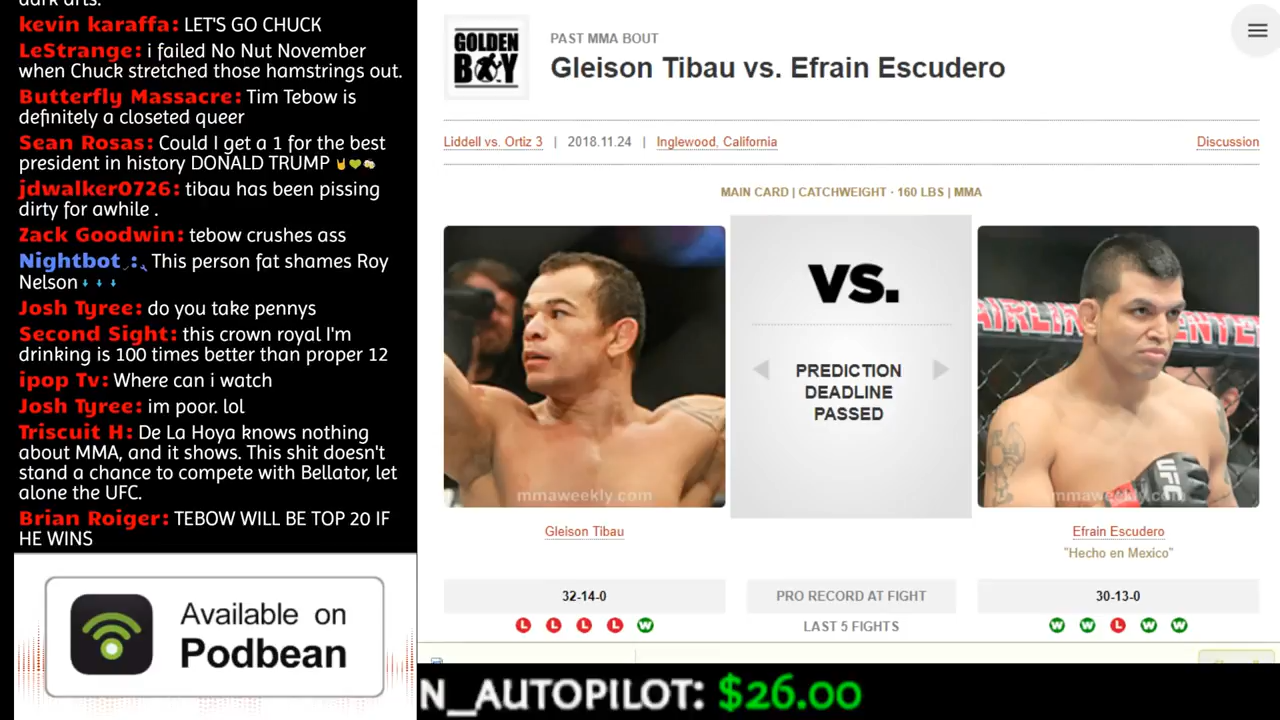 dark arts.
kevin karaffa: LET'S GO CHUCK
LeStrange: i failed No Nut November
when Chuck stretched those hamstrings out.
Butterfly Massacre: Tim Tebow is
definitely a closeted queer
Sean Rosas: Could I get a 1 for the best
president in history DONALD TRUMP 🤘💚🍻
jdwalker0726: tibau has been pissing
dirty for awhile .
Zack Goodwin: tebow crushes ass
Nightbot : This person fat shames Roy
Nelson
Josh Tyree: do you take pennys
Second Sight: this crown royal I'm
drinking is 100 times better than proper 12
ipop Tv: Where can i watch
Josh Tyree: im poor. lol
Triscuit H: De La Hoya knows nothing
about MMA, and it shows. This shit doesn't
stand a chance to compete with Bellator, let
alone the UFC.
Brian Roiger: TEBOW WILL BE TOP 20 IF
HE WINS
Available on
Podbean
GOLDEN
BOY
PAST MMA BOUT
Gleison Tibau vs. Efrain Escudero
Liddell vs. Ortiz 3 | 2018.11.24 | Inglewood, California
Discussion
MAIN CARD | CATCHWEIGHT · 160 LBS | MMA
VS.
PREDICTION
DEADLINE
PASSED
AIRLIN ENTE
UFC
mmaweekly.com
mmaweekly.com
Gleison Tibau
Efrain Escudero
"Hecho en Mexico"
32-14-0
PRO RECORD AT FIGHT
30-13-0
L L L L W
LAST 5 FIGHTS
W W L W W
N_AUTOPILOT: $26.00